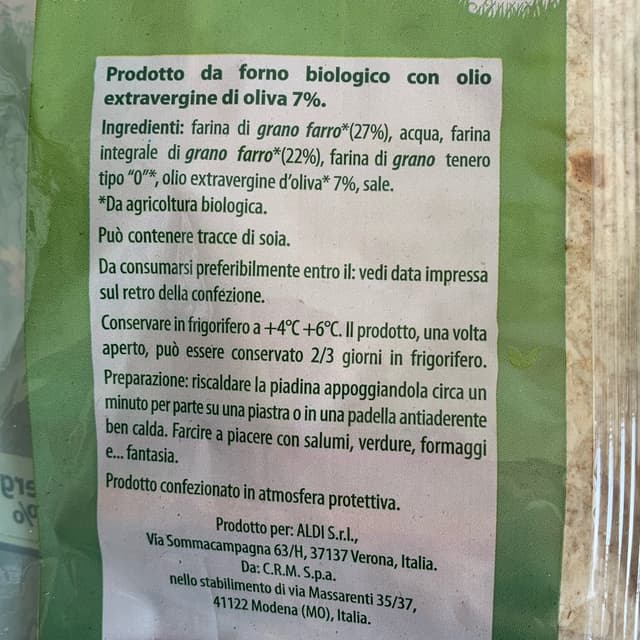 Prodotto da forno biologico con olio
extravergine di oliva 7%.
Ingredienti: farina di grano farro*(27%), acqua, farina
integrale di grano farro*(22%), farina di grano tenero
tipo “0”*, olio extravergine d’oliva* 7%, sale.
*Da agricoltura biologica.
Può contenere tracce di soia.
Da consumarsi preferibilmente entro il: vedi data impressa
sul retro della confezione.
Conservare in frigorifero a +4°C +6°C. Il prodotto, una volta
aperto, può essere conservato 2/3 giorni in frigorifero.
Preparazione: riscaldare la piadina appoggiandola circa un
minuto per parte su una piastra o in una padella antiaderente
ben calda. Farcire a piacere con salumi, verdure, formaggi
e... fantasia.
Prodotto confezionato in atmosfera protettiva.
Prodotto per: ALDI S.r.l.,
Via Sommacampagna 63/H, 37137 Verona, Italia.
Da: C.R.M. S.p.a.
nello stabilimento di via Massarenti 35/37,
41122 Modena (MO), Italia.